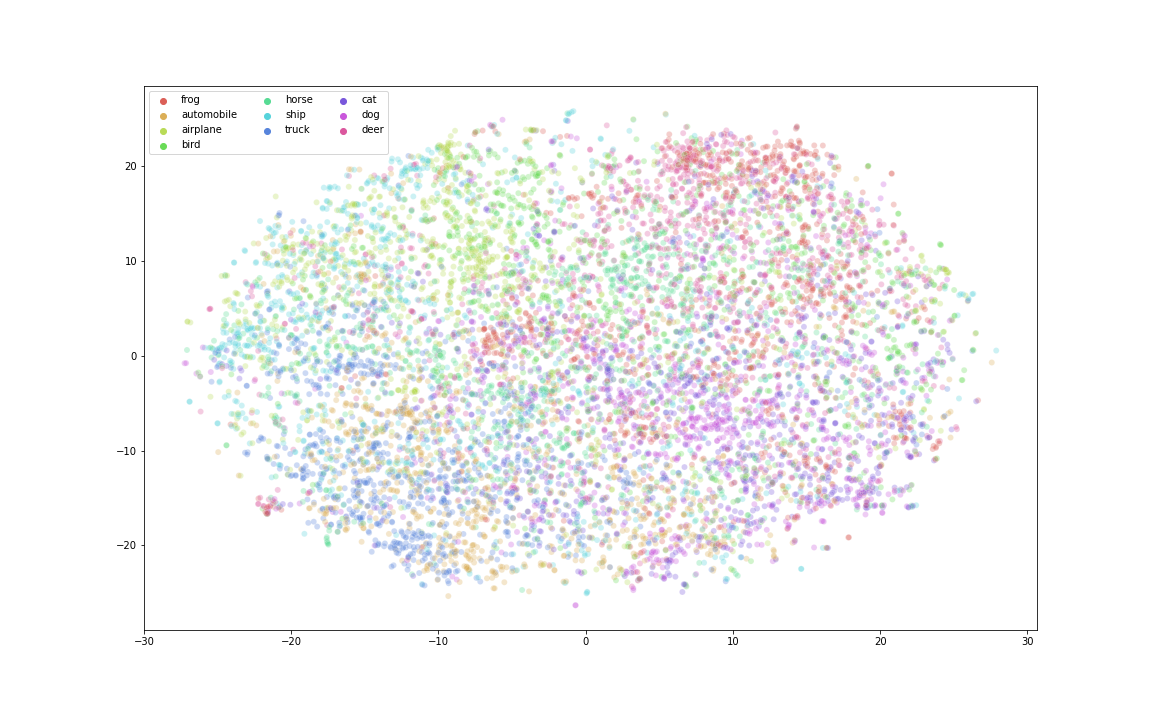 frog horse cat
automobile ship dog
airplane truck deer
bird
20
10
0
−10
−20
−30 −20 −10 0 10 20 30